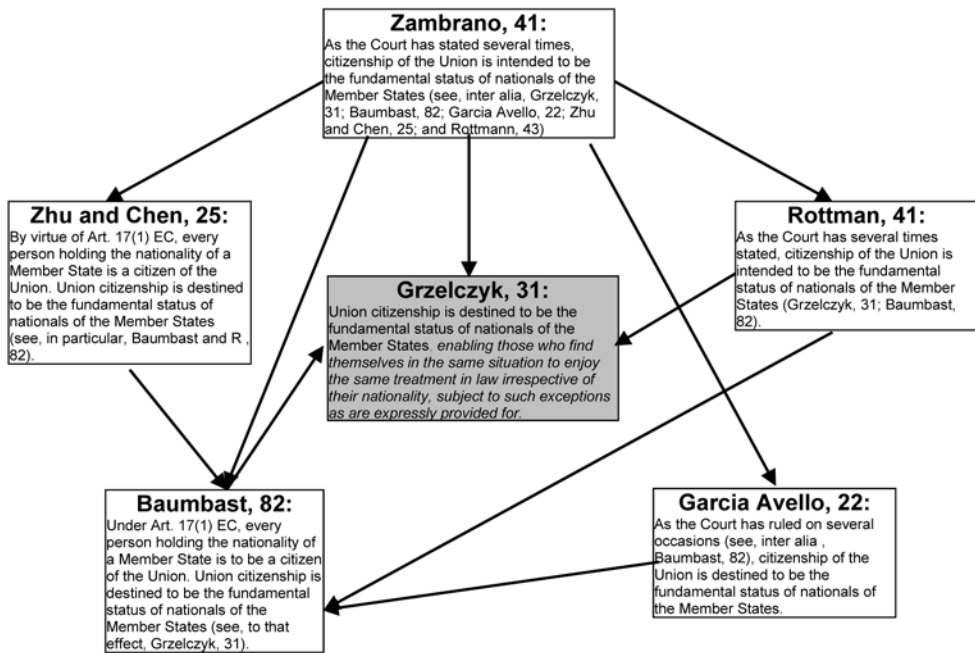 Zambrano, 41:
As the Court has stated several times,
citizenship of the Union is intended to be
the fundamental status of nationals of the
Member States (see, inter alia, Grzelczyk,
31; Baumbast, 82; Garcia Avello, 22; Zhu
and Chen, 25; and Rottmann, 43)
Zhu and Chen, 25:
By virtue of Art. 17(1) EC, every
person holding the nationality of a
Member State is a citizen of the
Union. Union citizenship is destined
to be the fundamental status of
nationals of the Member States
(see, in particular, Baumbast and R ,
82).
Rottman, 41:
As the Court has several times
stated, citizenship of the Union is
intended to be the fundamental
status of nationals of the Member
States (Grzelczyk, 31; Baumbast,
82).
Grzelczyk, 31:
Union citizenship is destined to be the
fundamental status of nationals of the
Member States, enabling those who find
themselves in the same situation to enjoy
the same treatment in law irrespective of
their nationality, subject to such exceptions
as are expressly provided for.
Baumbast, 82:
Under Art. 17(1) EC, every
person holding the nationality of
a Member State is to be a citizen
of the Union. Union citizenship is
destined to be the fundamental
status of nationals of the
Member States (see, to that
effect, Grzelczyk, 31).
Garcia Avello, 22:
As the Court has ruled on several
occasions (see, inter alia ,
Baumbast, 82), citizenship of the
Union is destined to be the
fundamental status of nationals of
the Member States.